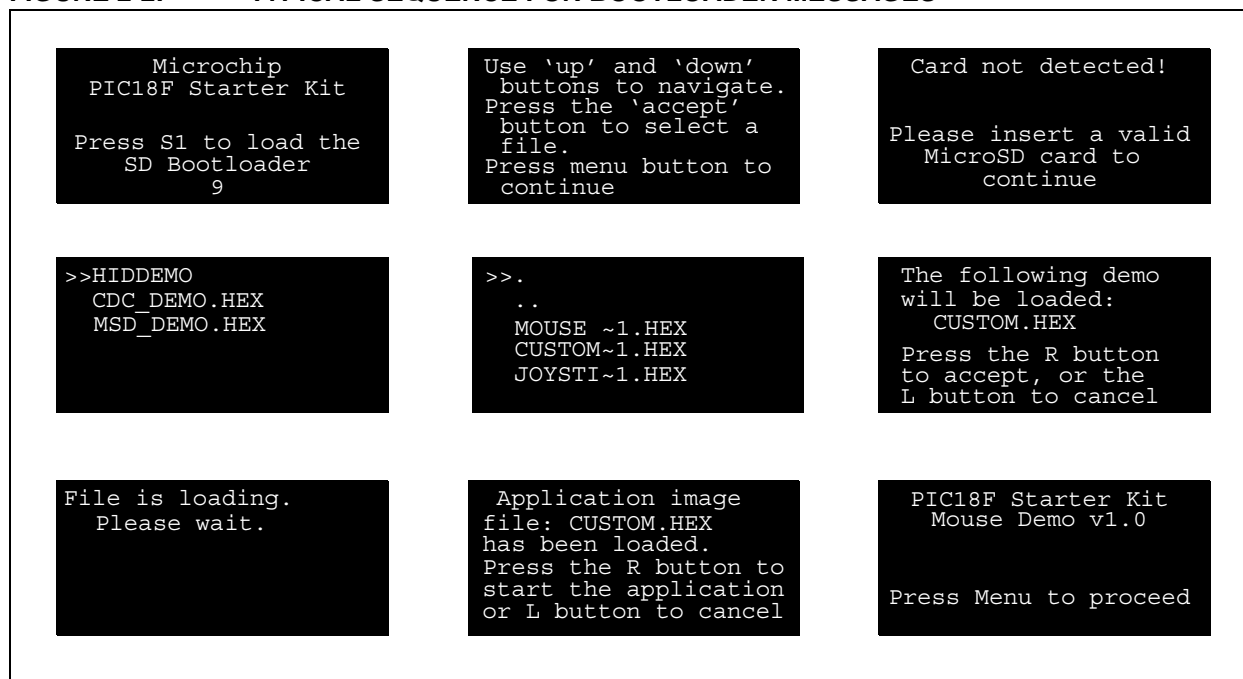 Microchip
PIC18F Starter Kit
Press S1 to load the
SD Bootloader
9
Use ‘up’ and ‘down’
buttons to navigate.
Press the ‘accept’
button to select a
file.
Press menu button to
continue
Card not detected!
Please insert a valid
MicroSD card to
continue
>>HIDDEMO
CDC_DEMO.HEX
MSD_DEMO.HEX
>>.
..
MOUSE ~1.HEX
CUSTOM~1.HEX
JOYSTI~1.HEX
The following demo
will be loaded:
CUSTOM.HEX
Press the R button
to accept, or the
L button to cancel
File is loading.
Please wait.
Application image
file: CUSTOM.HEX
has been loaded.
Press the R button to
start the application
or L button to cancel
PIC18F Starter Kit
Mouse Demo v1.0
Press Menu to proceed